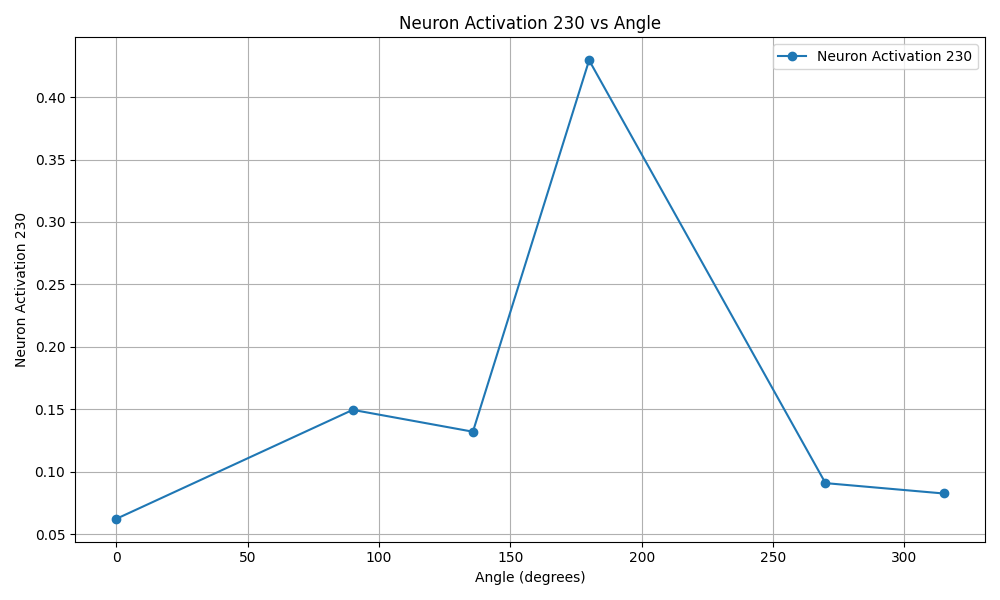 Neuron Activation 230 vs Angle
Neuron Activation 230
0.40
0.35
0.30
0.25
0.20
0.15
0.10
0.05
Neuron Activation 230
0 50 100 150 200 250 300
Angle (degrees)